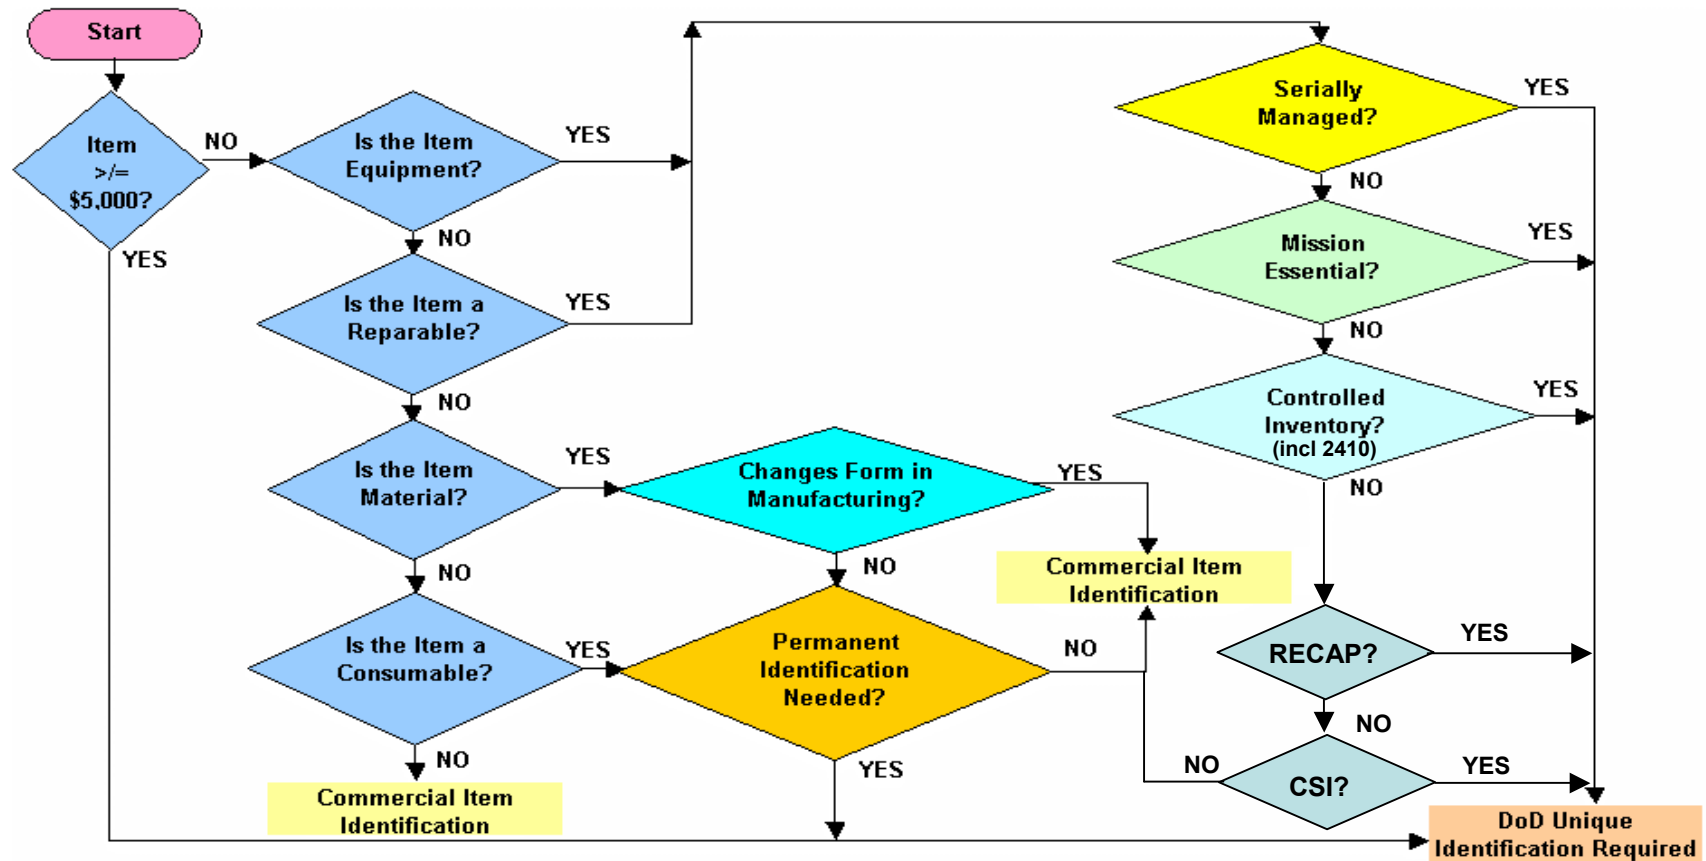 Start
Item
>/=
$5,000?
NO
YES
Is the Item
Equipment?
YES
NO
Is the Item a
Reparable?
YES
NO
Is the Item
Material?
YES
NO
Is the Item a
Consumable?
YES
NO
Commercial Item
Identification
Changes Form in
Manufacturing?
YES
NO
Permanent
Identification
Needed?
NO
YES
Commercial Item
Identification
Serially
Managed?
YES
NO
Mission
Essential?
YES
NO
Controlled
Inventory?
(incl 2410)
YES
NO
RECAP?
YES
NO
CSI?
NO
YES
DoD Unique
Identification Required